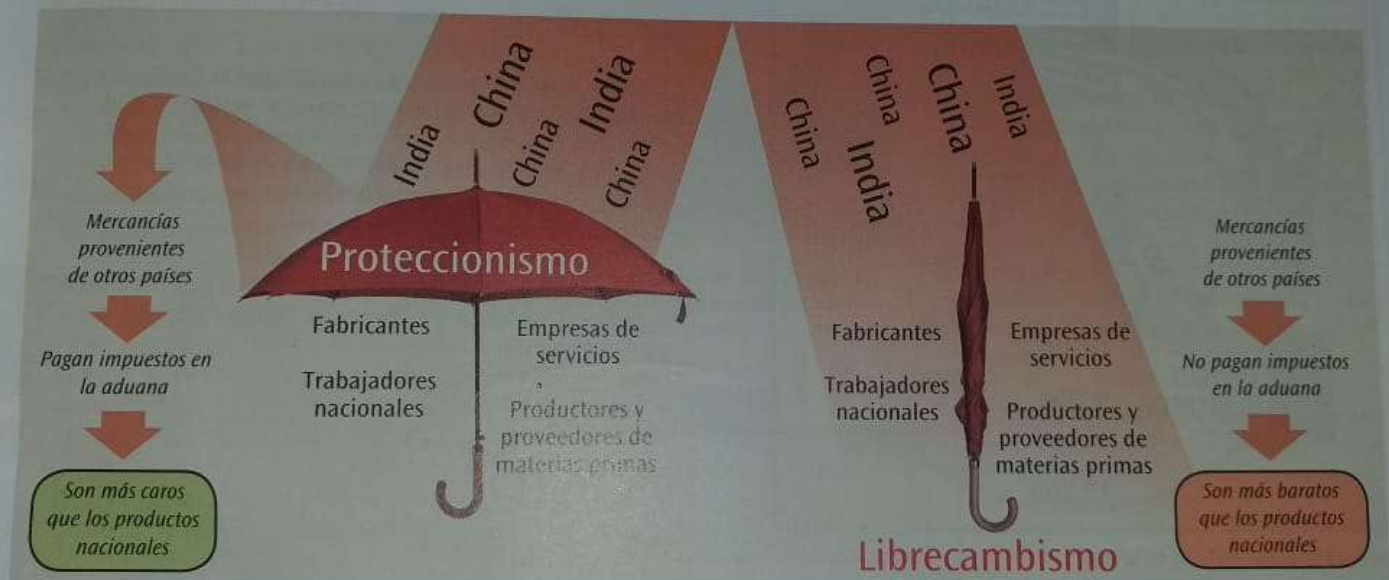 China
India
India
China
China
Mercancías
provenientes
de otros países
Pagan impuestos en
la aduana
Son más caros
que los productos
nacionales
Proteccionismo
Fabricantes
Trabajadores
nacionales
Empresas de
servicios
Productores y
proveedores de
materias primas
China
China
India
China
India
Fabricantes
Trabajadores
nacionales
Empresas de
servicios
Productores y
proveedores de
materias primas
Librecambismo
Mercancías
provenientes
de otros países
No pagan impuestos
en la aduana
Son más baratos
que los productos
nacionales